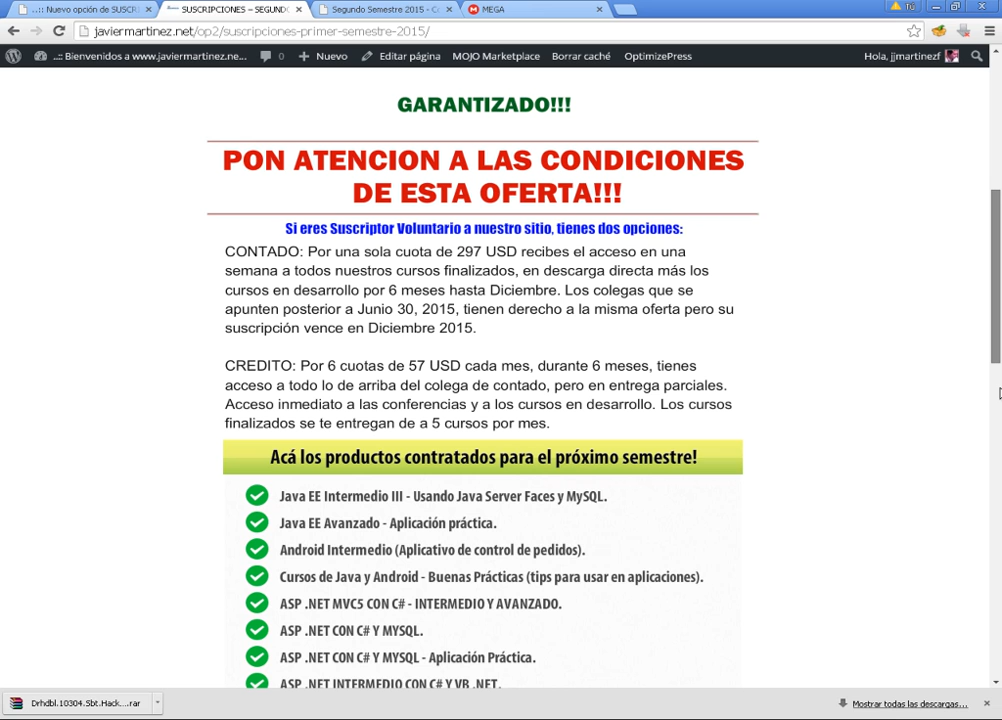 ..:: Nuevo opción de SUSCR
SUSCRIPCIONES – SEGUND
Segundo Semestre 2015 - C
MEGA
javiermartinez.net/op2/suscripciones-primer-semestre-2015/
..:: Bienvenidos a www.javiermartinez.ne... 0 Nuevo Editar página MOJO Marketplace Borrar caché OptimizePress Hola, jjmartinezf
GARANTIZADO!!!
PON ATENCION A LAS CONDICIONES
DE ESTA OFERTA!!!
Si eres Suscriptor Voluntario a nuestro sitio, tienes dos opciones:
CONTADO: Por una sola cuota de 297 USD recibes el acceso en una
semana a todos nuestros cursos finalizados, en descarga directa más los
cursos en desarrollo por 6 meses hasta Diciembre. Los colegas que se
apunten posterior a Junio 30, 2015, tienen derecho a la misma oferta pero su
suscripción vence en Diciembre 2015.
CREDITO: Por 6 cuotas de 57 USD cada mes, durante 6 meses, tienes
acceso a todo lo de arriba del colega de contado, pero en entrega parciales.
Acceso inmediato a las conferencias y a los cursos en desarrollo. Los cursos
finalizados se te entregan de a 5 cursos por mes.
Acá los productos contratados para el próximo semestre!
Java EE Intermedio III - Usando Java Server Faces y MySQL.
Java EE Avanzado - Aplicación práctica.
Android Intermedio (Aplicativo de control de pedidos).
Cursos de Java y Android - Buenas Prácticas (tips para usar en aplicaciones).
ASP .NET MVC5 CON C# - INTERMEDIO Y AVANZADO.
ASP .NET CON C# Y MYSQL.
ASP .NET CON C# Y MYSQL - Aplicación Práctica.
ASP .NET INTERMEDIO CON C# Y VB .NET.
Drhdbl.10304.Sbt.Hack....rar
Mostrar todas las descargas...